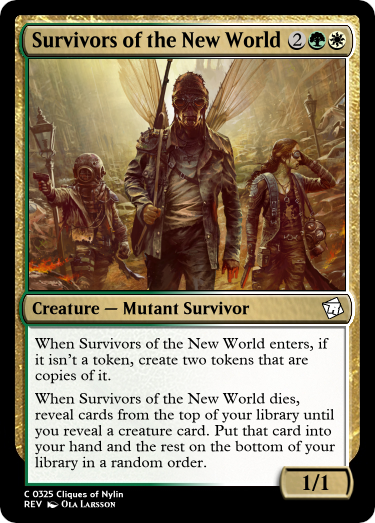 Survivors of the New World 2
Creature — Mutant Survivor
When Survivors of the New World enters, if
it isn't a token, create two tokens that are
copies of it.
When Survivors of the New World dies,
reveal cards from the top of your library until
you reveal a creature card. Put that card into
your hand and the rest on the bottom of your
library in a random order.
1/1
C 0325 Cliques of Nylin
REV Ola Larsson